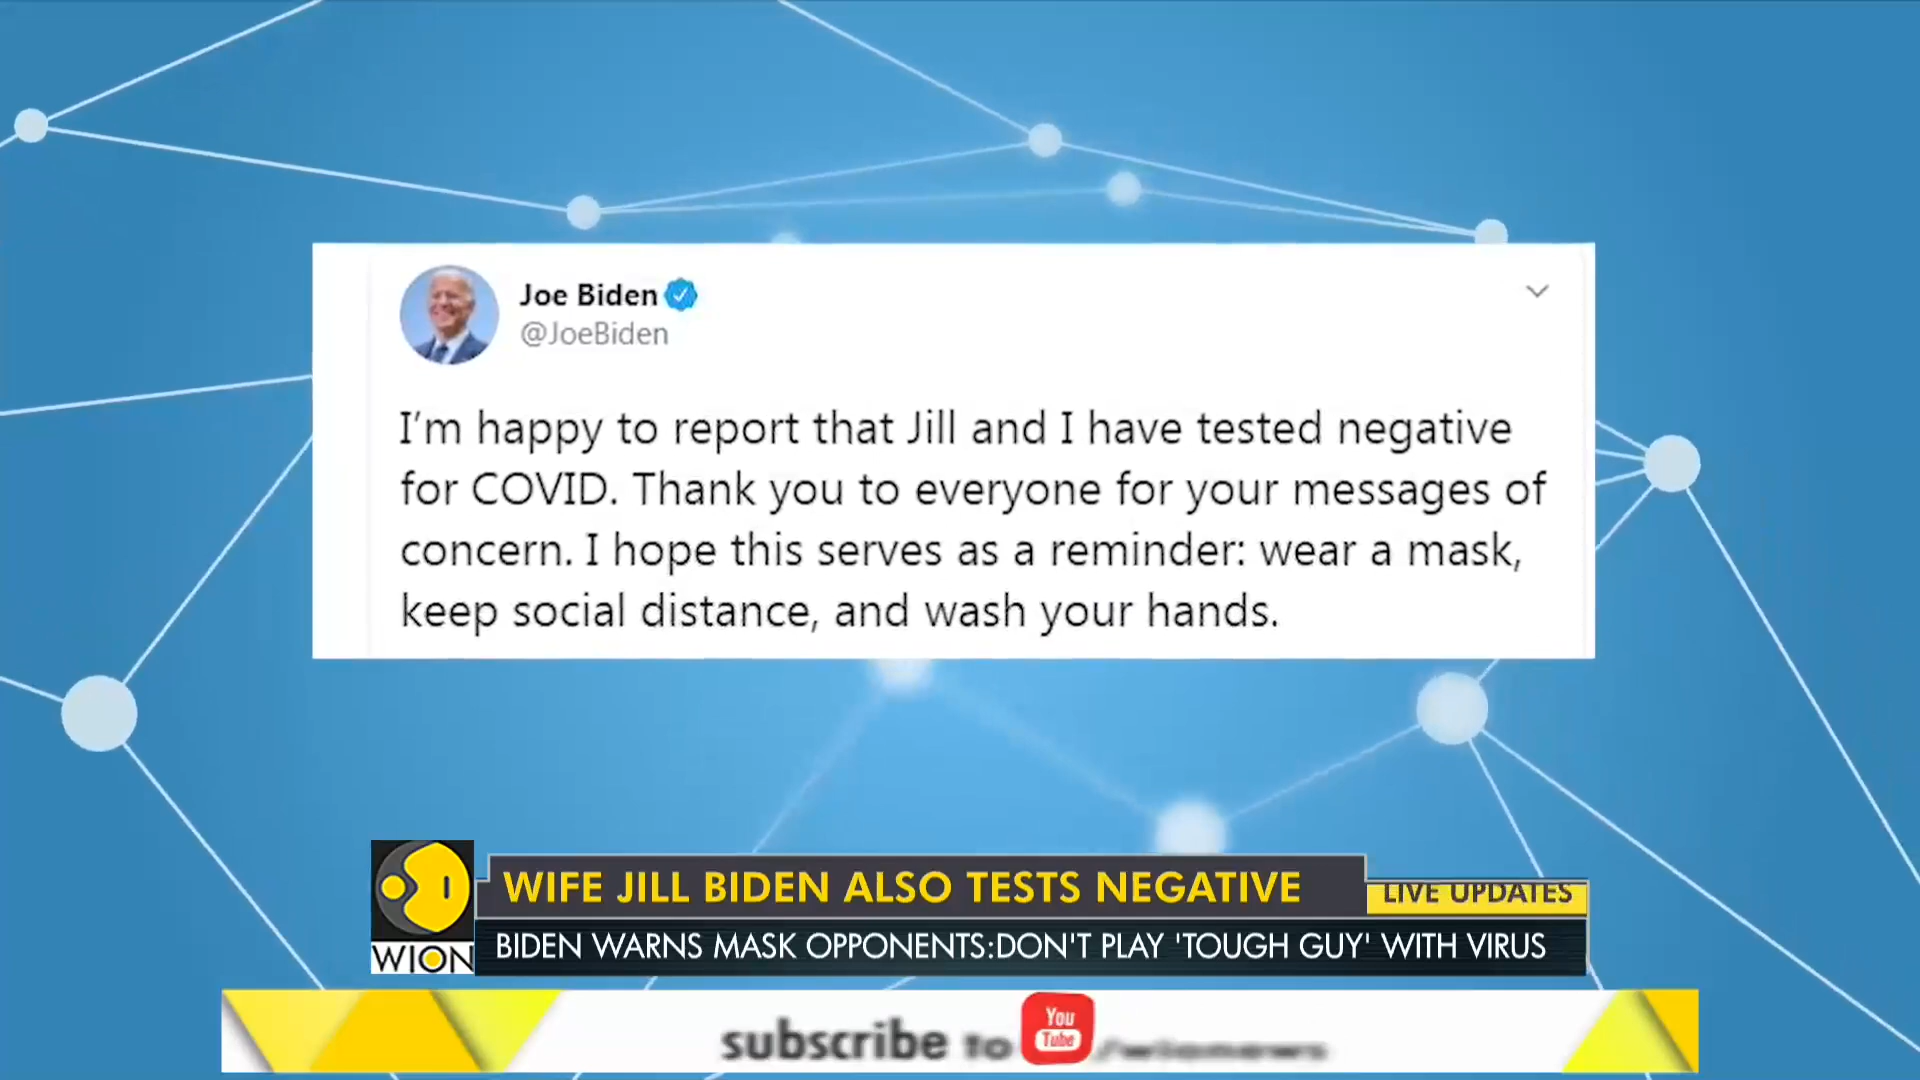 Joe Biden
@JoeBiden
I'm happy to report that Jill and I have tested negative
for COVID. Thank you to everyone for your messages of
concern. I hope this serves as a reminder: wear a mask,
keep social distance, and wash your hands.
WIFE JILL BIDEN ALSO TESTS NEGATIVE
LIVE UPDATES
BIDEN WARNS MASK OPPONENTS:DON'T PLAY 'TOUGH GUY' WITH VIRUS
WION
subscribe to You Tube /wionews